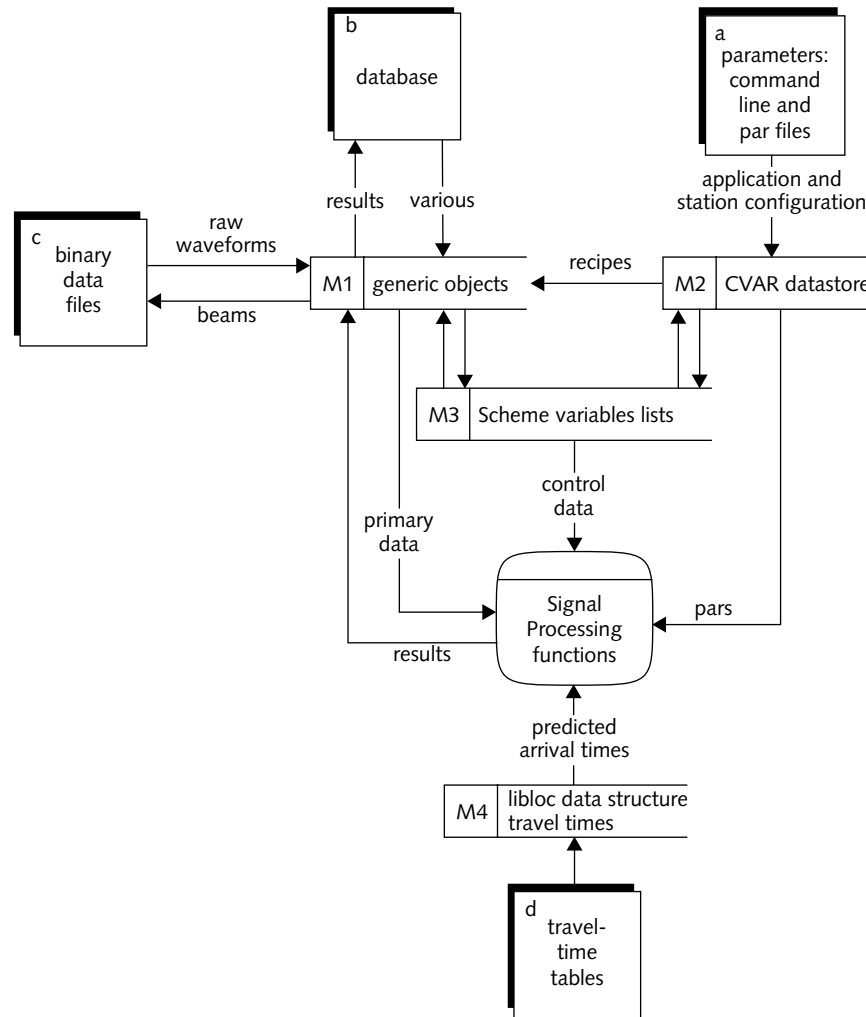 b
database
a
parameters:
command
line and
par files
results
various
application and
station configuration
c
binary
data
files
raw
waveforms
beams
M1
generic objects
recipes
M2
CVAR datastore
M3
Scheme variables lists
control
data
primary
data
Signal
Processing
functions
pars
results
predicted
arrival times
M4
libloc data structure
travel times
d
travel-
time
tables